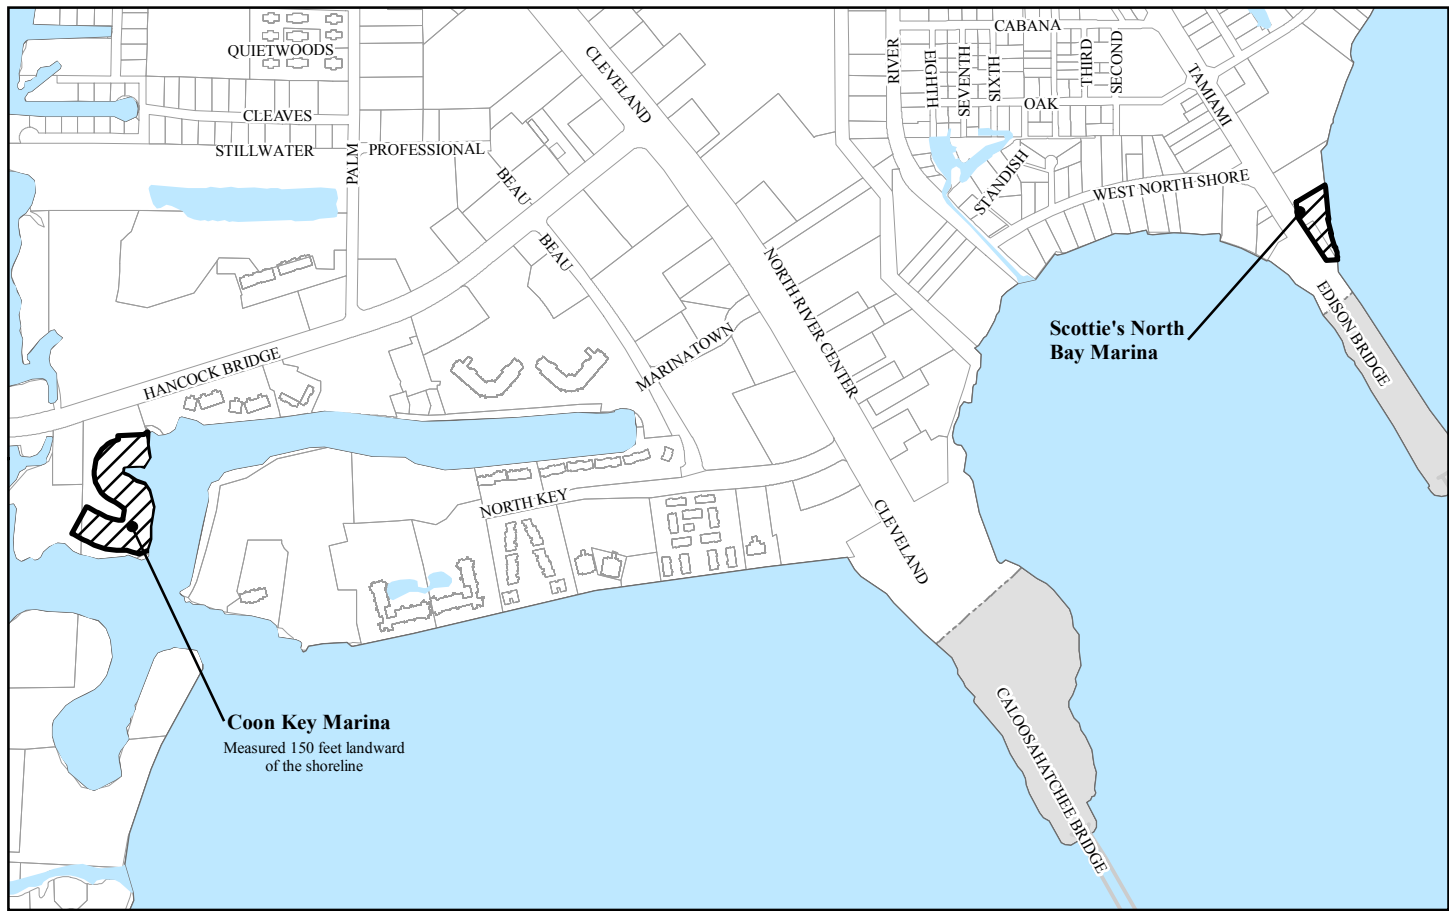 CABANA
QUIETWOODS
CLEVELAND
RIVER
EIGHTH
SEVENTH
SIXTH
THIRD
SECOND
TAMIAMI
OAK
CLEAVES
STILLWATER
PALM
PROFESSIONAL
BEAU
STANDISH
WEST NORTH SHORE
BEAU
NORTH RIVER CENTER
EDISON BRIDGE
Scottie's North
Bay Marina
MARINATOWN
HANCOCK BRIDGE
NORTH KEY
CLEVELAND
CALOOSAHATCHEE BRIDGE
Coon Key Marina
Measured 150 feet landward
of the shoreline